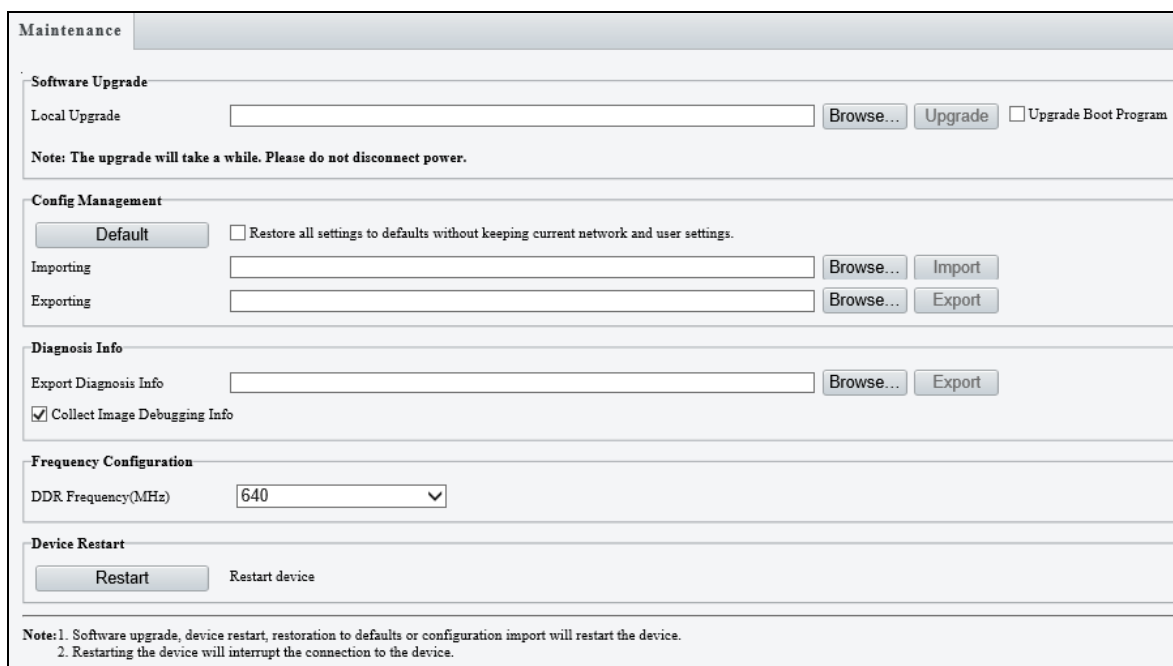 Maintenance
Software Upgrade
Local Upgrade Browse... Upgrade Upgrade Boot Program
Note: The upgrade will take a while. Please do not disconnect power.
Config Management
Default Restore all settings to defaults without keeping current network and user settings.
Importing Browse... Import
Exporting Browse... Export
Diagnosis Info
Export Diagnosis Info Browse... Export
Collect Image Debugging Info
Frequency Configuration
DDR Frequency(MHz) 640
Device Restart
Restart Restart device
Note:1. Software upgrade, device restart, restoration to defaults or configuration import will restart the device.
2. Restarting the device will interrupt the connection to the device.